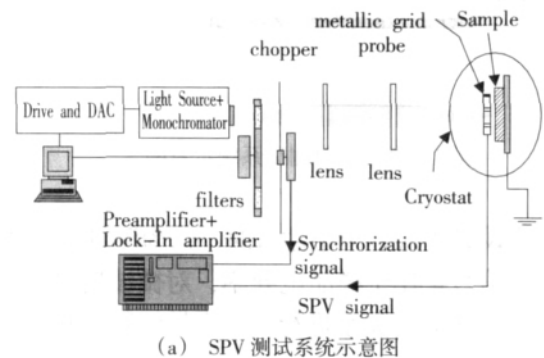 metallic grid
probe
Sample
chopper
Drive and DAC
Light Source+
Monochromator
lens
lens
Cryostat
filters
Preamplifier+
Lock-In amplifier
Synchrorization
signal
SPV signal
(a) SPV 测试系统示意图